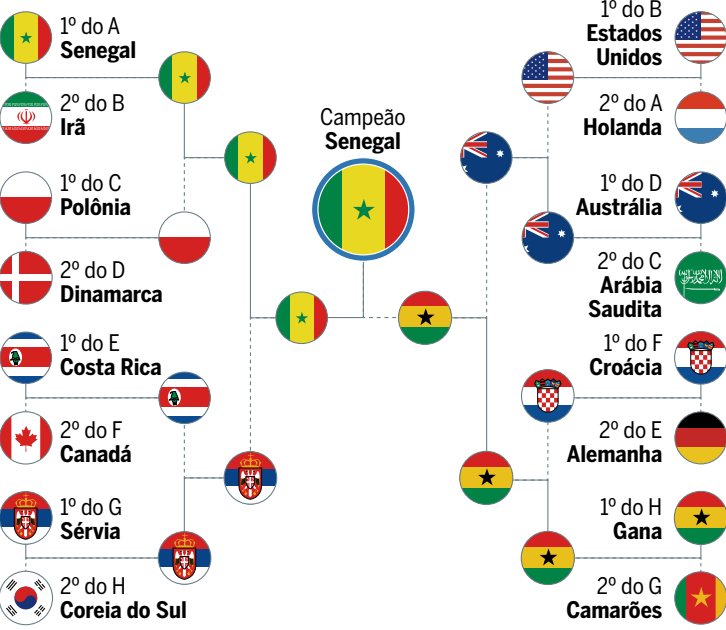 1º do A
Senegal
2º do B
Irã
1º do C
Polônia
2º do D
Dinamarca
1º do E
Costa Rica
2º do F
Canadá
1º do G
Sérvia
2º do H
Coreia do Sul
Campeão
Senegal
1º do B
Estados
Unidos
2º do A
Holanda
1º do D
Austrália
2º do C
Arábia
Saudita
1º do F
Croácia
2º do E
Alemanha
1º do H
Gana
2º do G
Camarões